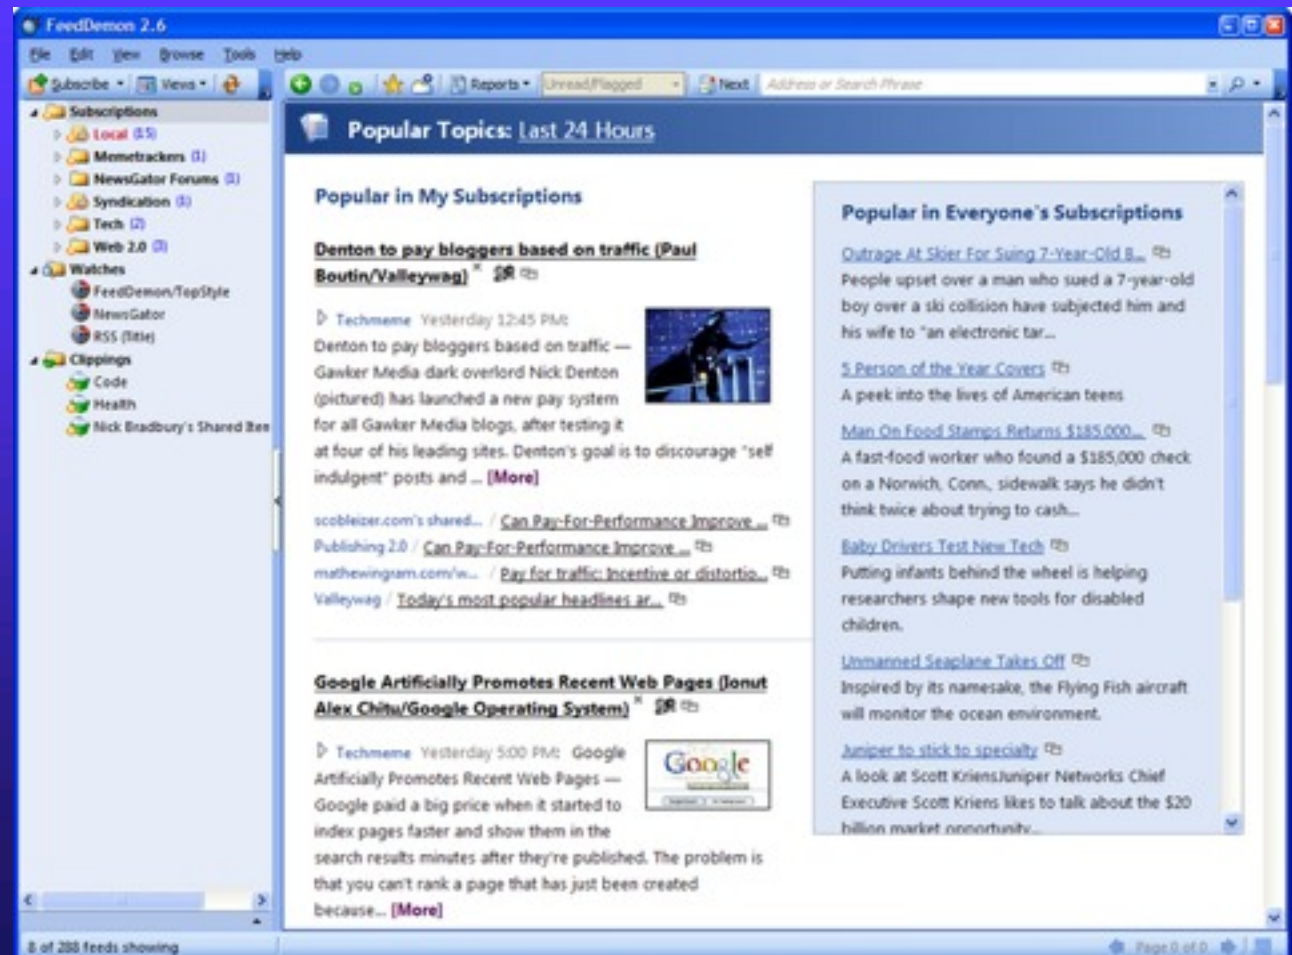 FeedDemon 2.6
File Edit View Browse Tools Help
Subscribe Views Reports Unread/Flagged Next Address or Search Phrase
Subscriptions
Local (15)
Memetrackers (1)
NewsGator Forums (1)
Syndication (1)
Tech (2)
Web 2.0 (3)
Watches
FeedDemon/TopStyle
NewsGator
RSS (Title)
Clippings
Code
Health
Nick Bradbury's Shared Iten
Popular Topics: Last 24 Hours
Popular in My Subscriptions
Denton to pay bloggers based on traffic (Paul
Boutin/Valleywag)
Techmeme Yesterday 12:45 PM:
Denton to pay bloggers based on traffic —
Gawker Media dark overlord Nick Denton
(pictured) has launched a new pay system
for all Gawker Media blogs, after testing it
at four of his leading sites. Denton's goal is to discourage "self
indulgent" posts and ... [More]
scobleizer.com's shared... / Can Pay-For-Performance Improve ...
Publishing 2.0 / Can Pay-For-Performance Improve ...
mathewingram.com/w... / Pay for traffic: Incentive or distortio...
Valleywag / Today's most popular headlines ar...
Google Artificially Promotes Recent Web Pages (Ionut
Alex Chitu/Google Operating System)
Techmeme Yesterday 5:00 PM: Google
Artificially Promotes Recent Web Pages —
Google paid a big price when it started to
index pages faster and show them in the
search results minutes after they're published. The problem is
that you can't rank a page that has just been created
because... [More]
Google
Popular in Everyone's Subscriptions
Outrage At Skier For Suing 7-Year-Old B...
People upset over a man who sued a 7-year-old
boy over a ski collision have subjected him and
his wife to "an electronic tar...
5 Person of the Year Covers
A peek into the lives of American teens
Man On Food Stamps Returns $185,000...
A fast-food worker who found a $185,000 check
on a Norwich, Conn., sidewalk says he didn't
think twice about trying to cash...
Baby Drivers Test New Tech
Putting infants behind the wheel is helping
researchers shape new tools for disabled
children.
Unmanned Seaplane Takes Off
Inspired by its namesake, the Flying Fish aircraft
will monitor the ocean environment.
Juniper to stick to specialty
A look at Scott KriensJuniper Networks Chief
Executive Scott Kriens likes to talk about the $20
billion market opportunity...
8 of 288 feeds showing
Page 0 of 0